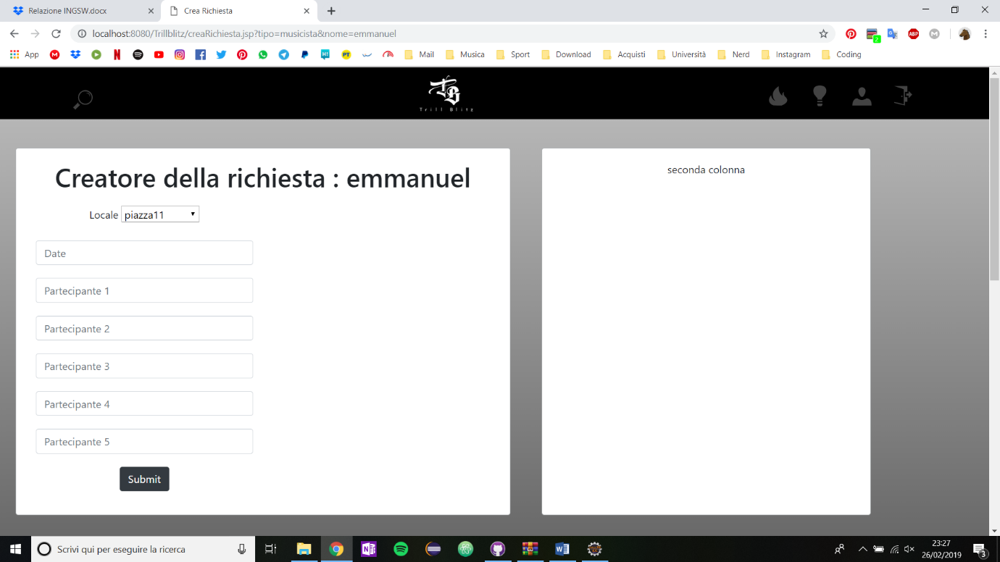 Relazione INGSW.docx
Crea Richiesta
localhost:8080/Trillblitz/creaRichiesta.jsp?tipo=musicista&nome=emmanuel
App Mail Musica Sport Download Acquisti Università Nerd Instagram Coding
Trill Blitz
Creatore della richiesta : emmanuel
seconda colonna
Locale piazza11
Date
Partecipante 1
Partecipante 2
Partecipante 3
Partecipante 4
Partecipante 5
Submit
Scrivi qui per eseguire la ricerca
23:27
26/02/2019
3